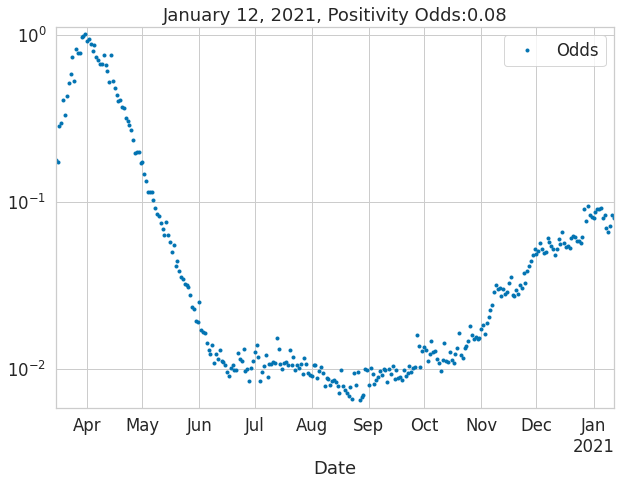 January 12, 2021, Positivity Odds:0.08
Odds
10⁰
10⁻¹
10⁻²
Apr May Jun Jul Aug Sep Oct Nov Dec Jan
2021
Date